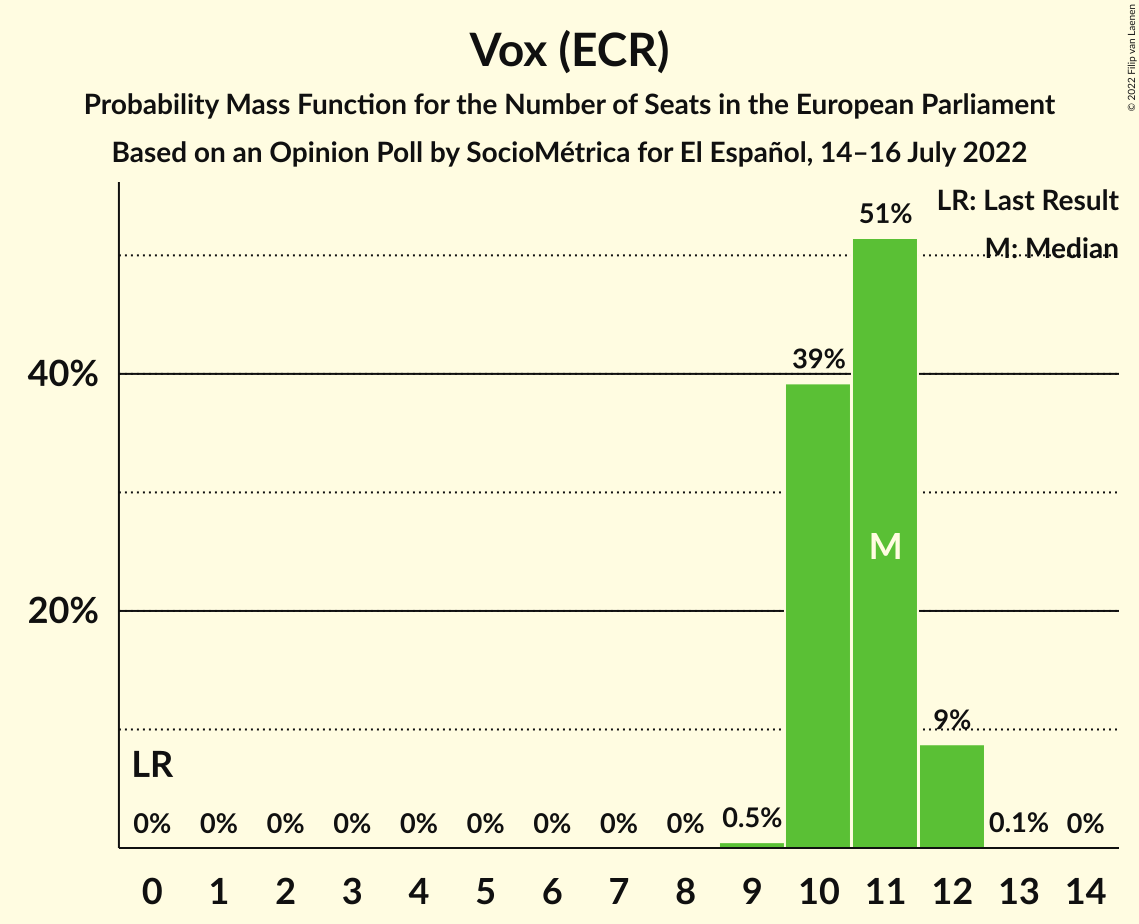 Vox (ECR)
Probability Mass Function for the Number of Seats in the European Parliament
Based on an Opinion Poll by SocioMétrica for El Español, 14–16 July 2022
© 2022 Filip van Laenen
LR: Last Result
M: Median
51%
39%
40%
M
20%
9%
LR
0% 0% 0% 0% 0% 0% 0% 0% 0% 0.5% 0.1% 0%
0 1 2 3 4 5 6 7 8 9 10 11 12 13 14